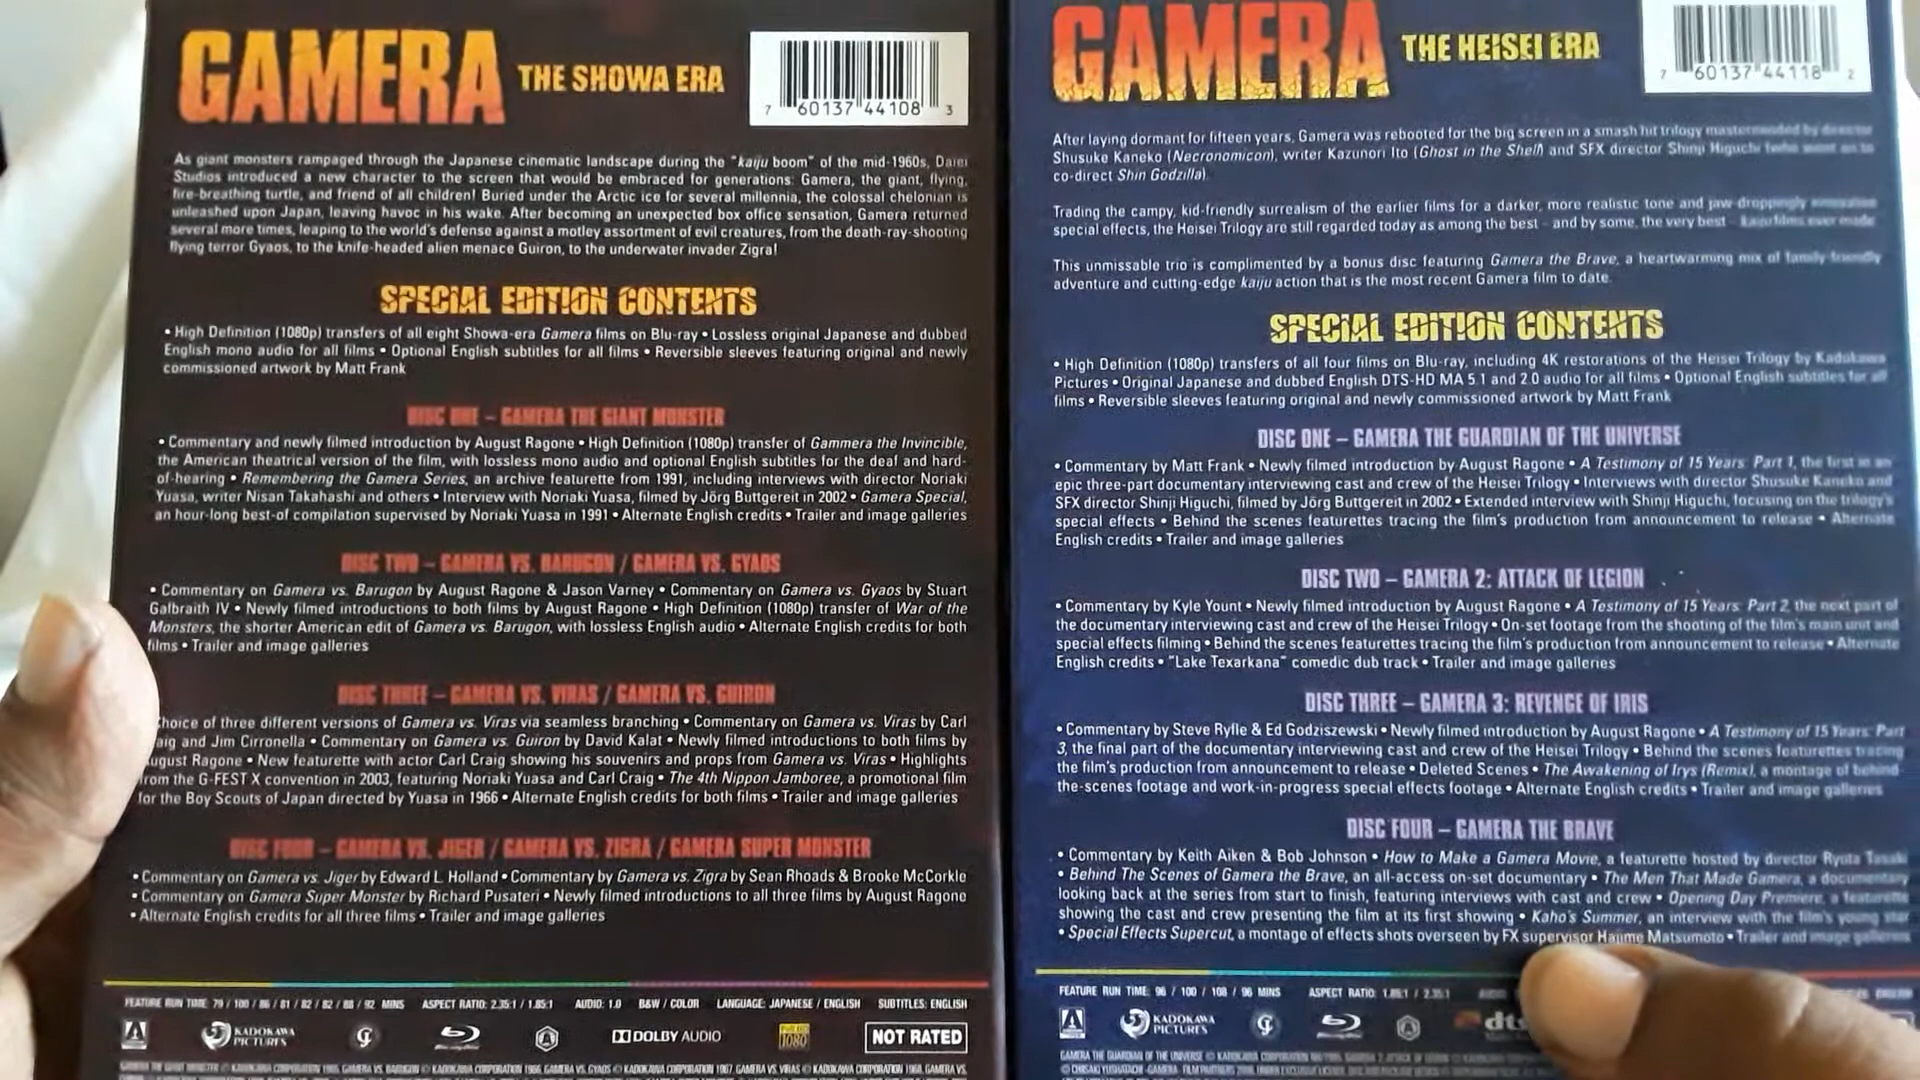 GAMERA THE SHOWA ERA
7 60137 44108 3
As giant monsters rampaged through the Japanese cinematic landscape during the "kaiju boom" of the mid-1960s, Daiei
Studios introduced a new character to the screen that would be embraced for generations: Gamera, the giant, flying,
fire-breathing turtle, and friend of all children! Buried under the Arctic ice for several millennia, the colossal chelonian is
unleashed upon Japan, leaving havoc in his wake. After becoming an unexpected box office sensation, Gamera returned
several more times, leaping to the world's defense against a motley assortment of evil creatures, from the death-ray-shooting
flying terror Gyaos, to the knife-headed alien menace Guiron, to the underwater invader Zigra!
SPECIAL EDITION CONTENTS
• High Definition (1080p) transfers of all eight Showa-era Gamera films on Blu-ray • Lossless original Japanese and dubbed
English mono audio for all films • Optional English subtitles for all films • Reversible sleeves featuring original and newly
commissioned artwork by Matt Frank
DISC ONE – GAMERA THE GIANT MONSTER
• Commentary and newly filmed introduction by August Ragone • High Definition (1080p) transfer of Gammera the Invincible,
the American theatrical version of the film, with lossless mono audio and optional English subtitles for the deaf and hard-
of-hearing • Remembering the Gamera Series, an archive featurette from 1991, including interviews with director Noriaki
Yuasa, writer Nisan Takahashi and others • Interview with Noriaki Yuasa, filmed by Jörg Buttgereit in 2002 • Gamera Special,
an hour-long best-of compilation supervised by Noriaki Yuasa in 1991 • Alternate English credits • Trailer and image galleries
DISC TWO – GAMERA VS. BARUGON / GAMERA VS. GYAOS
• Commentary on Gamera vs. Barugon by August Ragone & Jason Varney • Commentary on Gamera vs. Gyaos by Stuart
Galbraith IV • Newly filmed introductions to both films by August Ragone • High Definition (1080p) transfer of War of the
Monsters, the shorter American edit of Gamera vs. Barugon, with lossless English audio • Alternate English credits for both
films • Trailer and image galleries
DISC THREE – GAMERA VS. VIRAS / GAMERA VS. GUIRON
hoice of three different versions of Gamera vs. Viras via seamless branching • Commentary on Gamera vs. Viras by Carl
aig and Jim Cirronella • Commentary on Gamera vs. Guiron by David Kalat • Newly filmed introductions to both films by
ugust Ragone • New featurette with actor Carl Craig showing his souvenirs and props from Gamera vs. Viras • Highlights
from the G-FEST X convention in 2003, featuring Noriaki Yuasa and Carl Craig • The 4th Nippon Jamboree, a promotional film
for the Boy Scouts of Japan directed by Yuasa in 1966 • Alternate English credits for both films • Trailer and image galleries
DISC FOUR – GAMERA VS. JIGER / GAMERA VS. ZIGRA / GAMERA SUPER MONSTER
• Commentary on Gamera vs. Jiger by Edward L. Holland • Commentary by Gamera vs. Zigra by Sean Rhoads & Brooke McCorkle
• Commentary on Gamera Super Monster by Richard Pusateri • Newly filmed introductions to all three films by August Ragone
• Alternate English credits for all three films • Trailer and image galleries
FEATURE RUN TIME: 79 / 100 / 86 / 81 / 82 / 82 / 88 / 92 MINS ASPECT RATIO: 2.35:1 / 1.85:1 AUDIO: 1.0 B&W / COLOR LANGUAGE: JAPANESE / ENGLISH SUBTITLES: ENGLISH
KADOKAWA PICTURES Blu-ray DOLBY AUDIO FULL HD 1080 NOT RATED
GAMERA THE HEISEI ERA
7 60137 44118 2
After laying dormant for fifteen years, Gamera was rebooted for the big screen in a smash hit trilogy masterminded by director
Shusuke Kaneko (Necronomicon), writer Kazunori Ito (Ghost in the Shell) and SFX director Shinji Higuchi (who went on to
co-direct Shin Godzilla).
Trading the campy, kid-friendly surrealism of the earlier films for a darker, more realistic tone and jaw-droppingly
special effects, the Heisei Trilogy are still regarded today as among the best - and by some, the very best - kaiju films ever made
This unmissable trio is complimented by a bonus disc featuring Gamera the Brave, a heartwarming mix of family-friendly
adventure and cutting-edge kaiju action that is the most recent Gamera film to date.
SPECIAL EDITION CONTENTS
• High Definition (1080p) transfers of all four films on Blu-ray, including 4K restorations of the Heisei Trilogy by Kadokawa
Pictures • Original Japanese and dubbed English DTS-HD MA 5.1 and 2.0 audio for all films • Optional English subtitles for all
films • Reversible sleeves featuring original and newly commissioned artwork by Matt Frank
DISC ONE – GAMERA THE GUARDIAN OF THE UNIVERSE
• Commentary by Matt Frank • Newly filmed introduction by August Ragone • A Testimony of 15 Years: Part 1, the first in an
epic three-part documentary interviewing cast and crew of the Heisei Trilogy • Interviews with director Shusuke Kaneko and
SFX director Shinji Higuchi, filmed by Jörg Buttgereit in 2002 • Extended interview with Shinji Higuchi, focusing on the trilogy's
special effects • Behind the scenes featurettes tracing the film's production from announcement to release • Alternate
English credits • Trailer and image galleries
DISC TWO – GAMERA 2: ATTACK OF LEGION
• Commentary by Kyle Yount • Newly filmed introduction by August Ragone • A Testimony of 15 Years: Part 2, the next part of
the documentary interviewing cast and crew of the Heisei Trilogy • On-set footage from the shooting of the film's main unit and
special effects filming • Behind the scenes featurettes tracing the film's production from announcement to release • Alternate
English credits • "Lake Texarkana" comedic dub track • Trailer and image galleries
DISC THREE – GAMERA 3: REVENGE OF IRIS
• Commentary by Steve Ryfle & Ed Godziszewski • Newly filmed introduction by August Ragone • A Testimony of 15 Years: Part
3, the final part of the documentary interviewing cast and crew of the Heisei Trilogy • Behind the scenes featurettes tracing
the film's production from announcement to release • Deleted Scenes • The Awakening of Irys (Remix), a montage of behind-
the-scenes footage and work-in-progress special effects footage • Alternate English credits • Trailer and image galleries
DISC FOUR – GAMERA THE BRAVE
• Commentary by Keith Aiken & Bob Johnson • How to Make a Gamera Movie, a featurette hosted by director Ryuta Tasaki
• Behind The Scenes of Gamera the Brave, an all-access on-set documentary • The Men That Made Gamera, a documentary
looking back at the series from start to finish, featuring interviews with cast and crew • Opening Day Premiere, a featurette
showing the cast and crew presenting the film at its first showing • Kaho's Summer, an interview with the film's young star
• Special Effects Supercut, a montage of effects shots overseen by FX supervisor Hajime Matsumoto • Trailer and image galleries
FEATURE RUN TIME: 96 / 100 / 108 / 96 MINS ASPECT RATIO: 1.85:1 / 2.35:1
KADOKAWA PICTURES Blu-ray dts